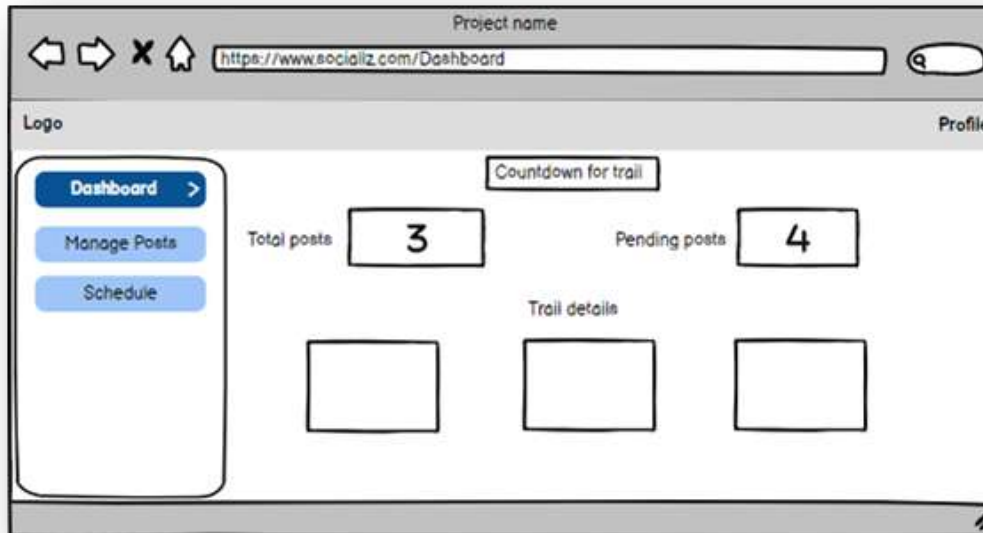 Project name
https://www.sociallz.com/Dashboard
Logo
Profile
Countdown for trail
Dashboard >
Manage Posts
Schedule
Total posts 3
Pending posts 4
Trail details